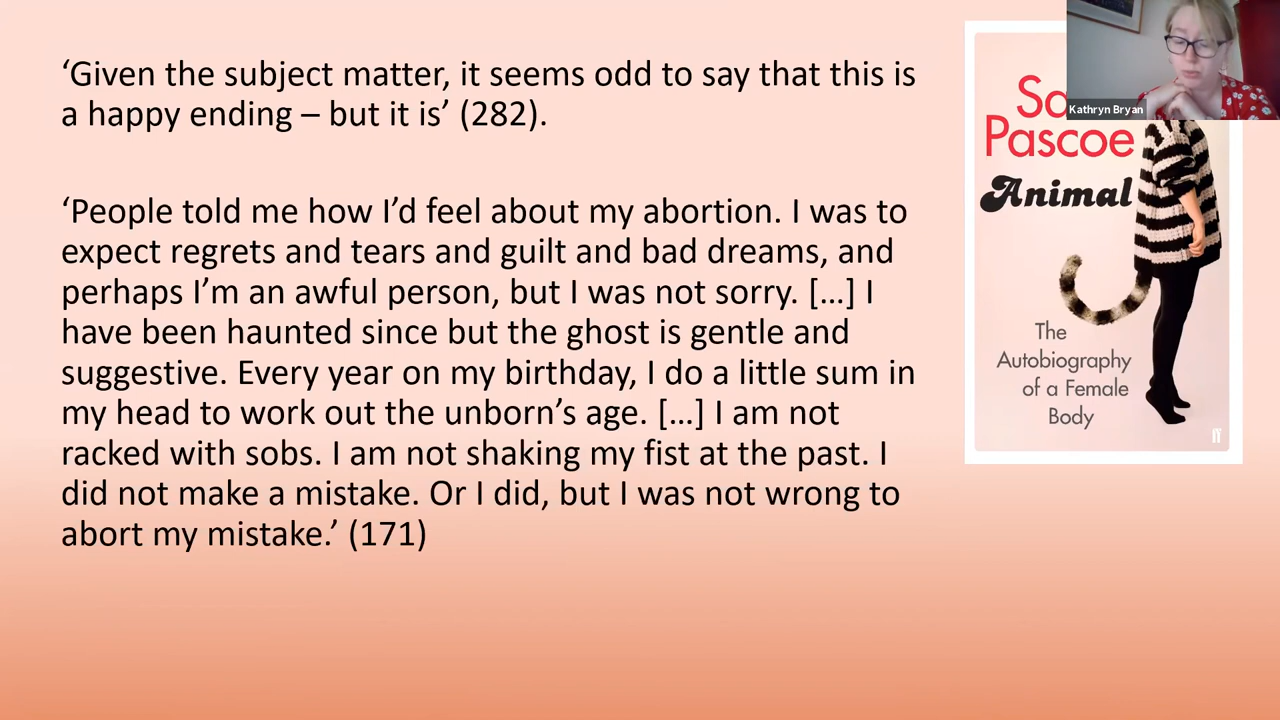 ‘Given the subject matter, it seems odd to say that this is
a happy ending – but it is’ (282).
‘People told me how I’d feel about my abortion. I was to
expect regrets and tears and guilt and bad dreams, and
perhaps I’m an awful person, but I was not sorry. […] I
have been haunted since but the ghost is gentle and
suggestive. Every year on my birthday, I do a little sum in
my head to work out the unborn’s age. […] I am not
racked with sobs. I am not shaking my fist at the past. I
did not make a mistake. Or I did, but I was not wrong to
abort my mistake.’ (171)
Kathryn Bryan
Pascoe
Animal
The
Autobiography
of a Female
Body
ff